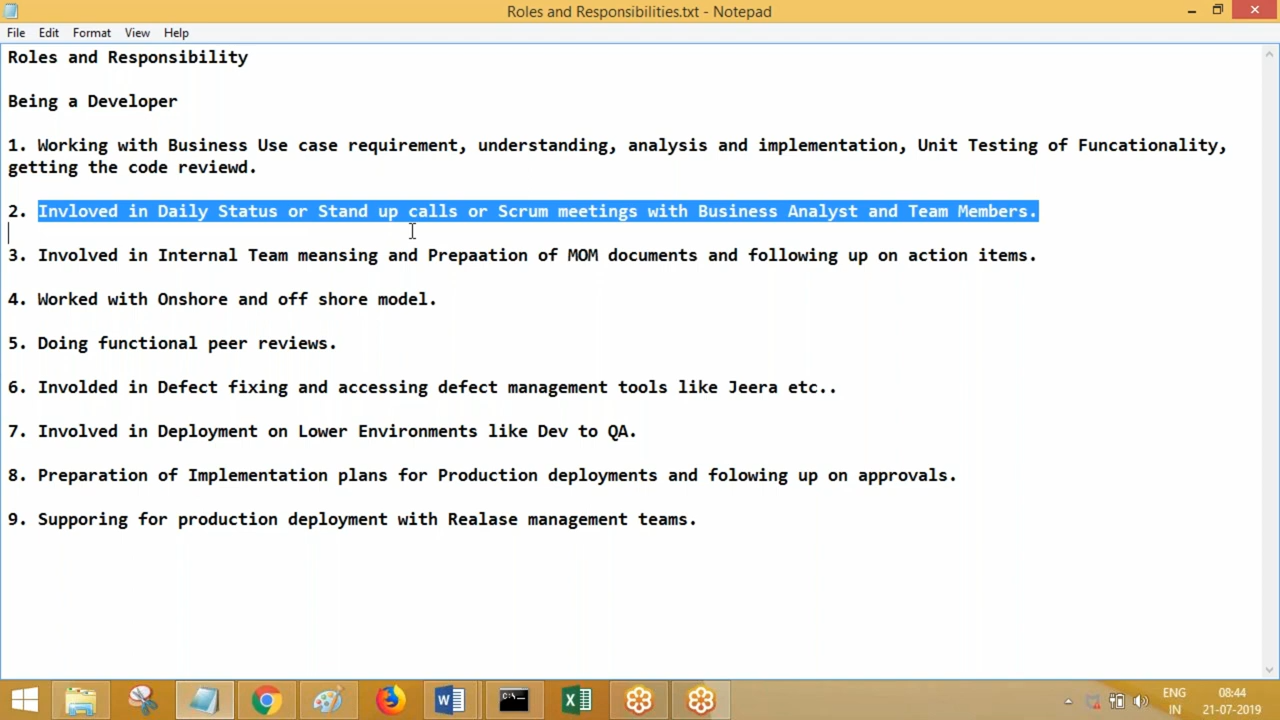 Roles and Responsibilities.txt - Notepad
File Edit Format View Help
Roles and Responsibility
Being a Developer
1. Working with Business Use case requirement, understanding, analysis and implementation, Unit Testing of Funcationality,
getting the code reviewd.
2. Invloved in Daily Status or Stand up calls or Scrum meetings with Business Analyst and Team Members.
3. Involved in Internal Team meansing and Prepaation of MOM documents and following up on action items.
4. Worked with Onshore and off shore model.
5. Doing functional peer reviews.
6. Involded in Defect fixing and accessing defect management tools like Jeera etc..
7. Involved in Deployment on Lower Environments like Dev to QA.
8. Preparation of Implementation plans for Production deployments and folowing up on approvals.
9. Supporing for production deployment with Realase management teams.
ENG 08:44
IN 21-07-2019